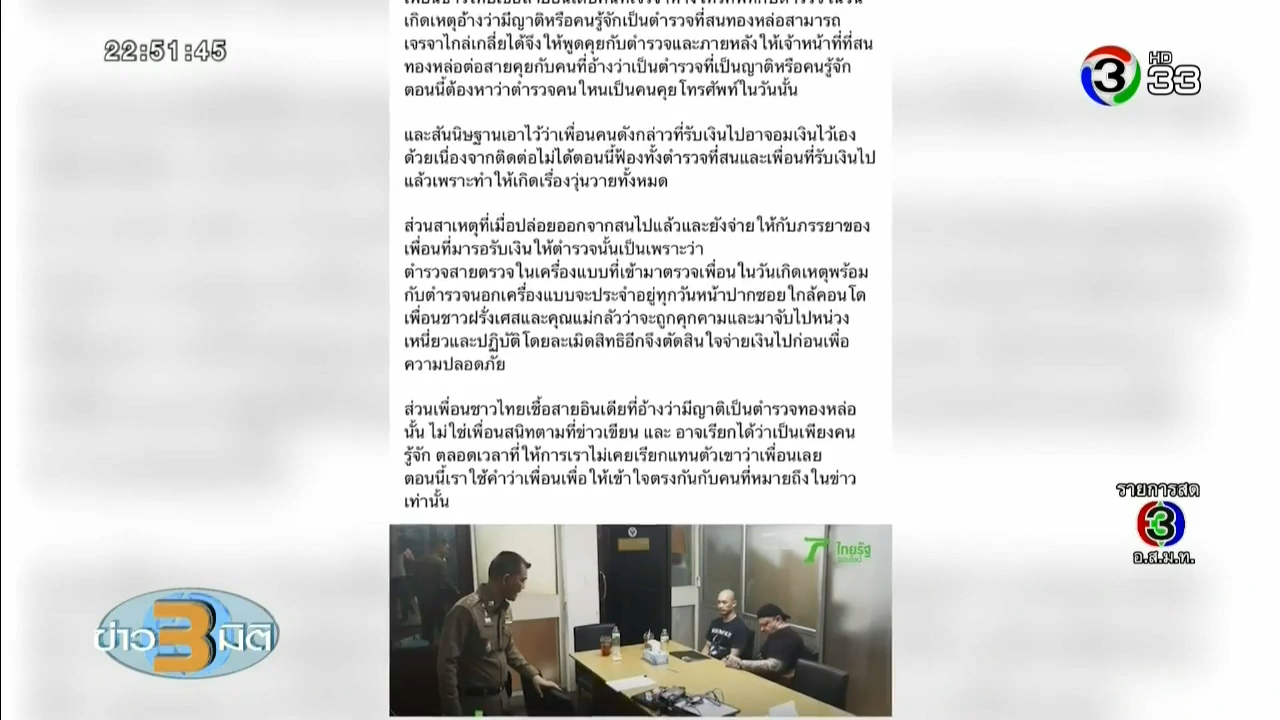 22:51:45
3 HD 33
เกิดเหตุอ้างว่ามีญาติหรือคนรู้จักเป็นตำรวจที่สนทองหล่อสามารถ
เจรจาไกล่เกลี่ยได้จึงให้พูดคุยกับตำรวจและภายหลังให้เจ้าหน้าที่ที่สน
ทองหล่อต่อสายคุยกับคนที่อ้างว่าเป็นตำรวจที่เป็นญาติหรือคนรู้จัก
ตอนนี้ต้องหาว่าตำรวจคนไหนเป็นคนคุยโทรศัพท์ในวันนั้น
และสันนิษฐานเอาไว้ว่าเพื่อนคนดังกล่าวที่รับเงินไปอาจอมเงินไว้เอง
ด้วยเนื่องจากติดต่อไม่ได้ตอนนี้ฟ้องทั้งตำรวจที่สนและเพื่อนที่รับเงินไป
แล้วเพราะทำให้เกิดเรื่องวุ่นวายทั้งหมด
ส่วนสาเหตุที่เมื่อปล่อยออกจากสนไปแล้วและยังจ่ายให้กับภรรยาของ
เพื่อนที่มารอรับเงินให้ตำรวจนั้นเป็นเพราะว่า
ตำรวจสายตรวจในเครื่องแบบที่เข้ามาตรวจเพื่อนในวันเกิดเหตุพร้อม
กับตำรวจนอกเครื่องแบบจะประจำอยู่ทุกวันหน้าปากซอยใกล้คอนโด
เพื่อนชาวฝรั่งเศสและคุณแม่กลัวว่าจะถูกคุกคามและมาจับไปหน่วง
เหนี่ยวและปฏิบัติโดยละเมิดสิทธิอีกจึงตัดสินใจจ่ายเงินไปก่อนเพื่อ
ความปลอดภัย
ส่วนเพื่อนชาวไทยเชื้อสายอินเดียที่อ้างว่ามีญาติเป็นตำรวจทองหล่อ
นั้น ไม่ใช่เพื่อนสนิทตามที่ข่าวเขียน และ อาจเรียกได้ว่าเป็นเพียงคน
รู้จัก ตลอดเวลาที่ให้การเราไม่เคยเรียกแทนตัวเขาว่าเพื่อนเลย
ตอนนี้เราใช้คำว่าเพื่อนเพื่อให้เข้าใจตรงกันกับคนที่หมายถึงในข่าว
เท่านั้น
รายการสด
3
อ.ส.ม.ท.
ไทยรัฐ
ออนไลน์
ข่าว 3 มิติ